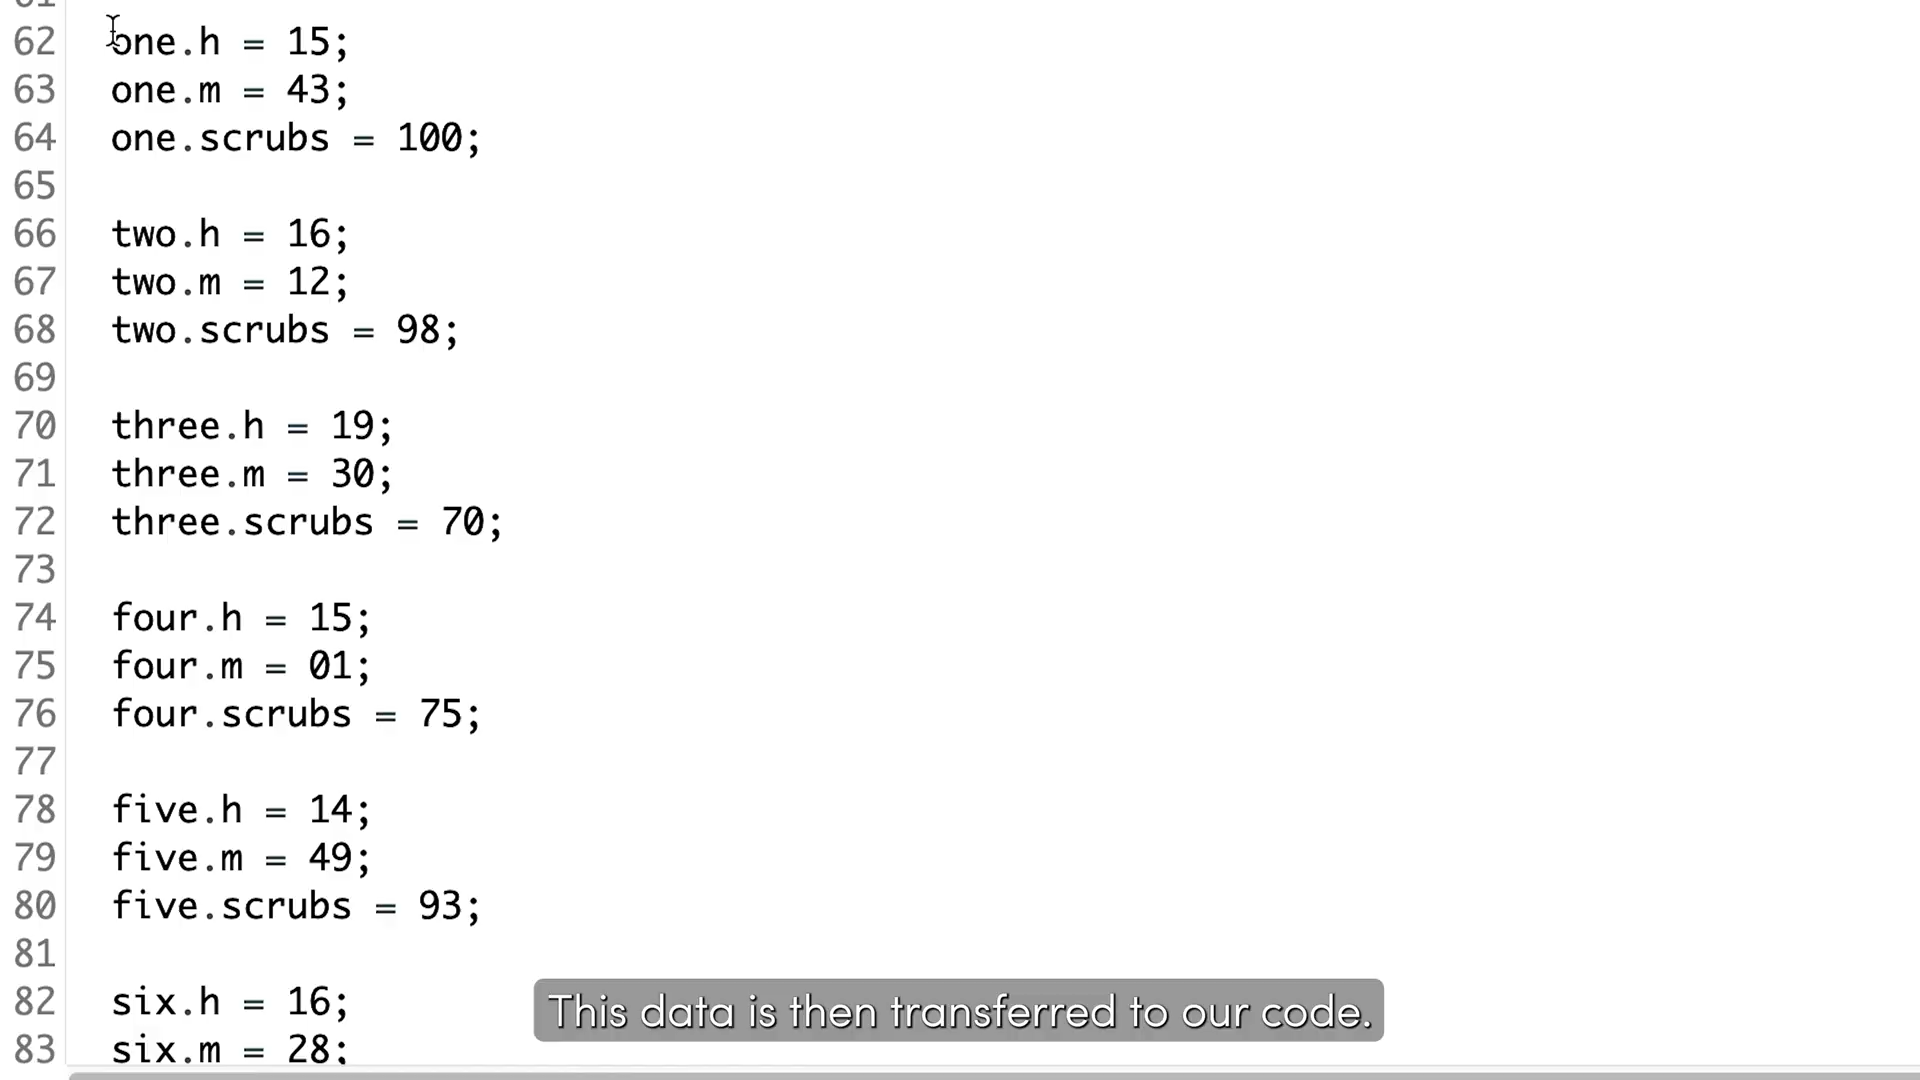 62 one.h = 15;
63 one.m = 43;
64 one.scrubs = 100;
65
66 two.h = 16;
67 two.m = 12;
68 two.scrubs = 98;
69
70 three.h = 19;
71 three.m = 30;
72 three.scrubs = 70;
73
74 four.h = 15;
75 four.m = 01;
76 four.scrubs = 75;
77
78 five.h = 14;
79 five.m = 49;
80 five.scrubs = 93;
81
82 six.h = 16;
83 six.m = 28;
This data is then transferred to our code.